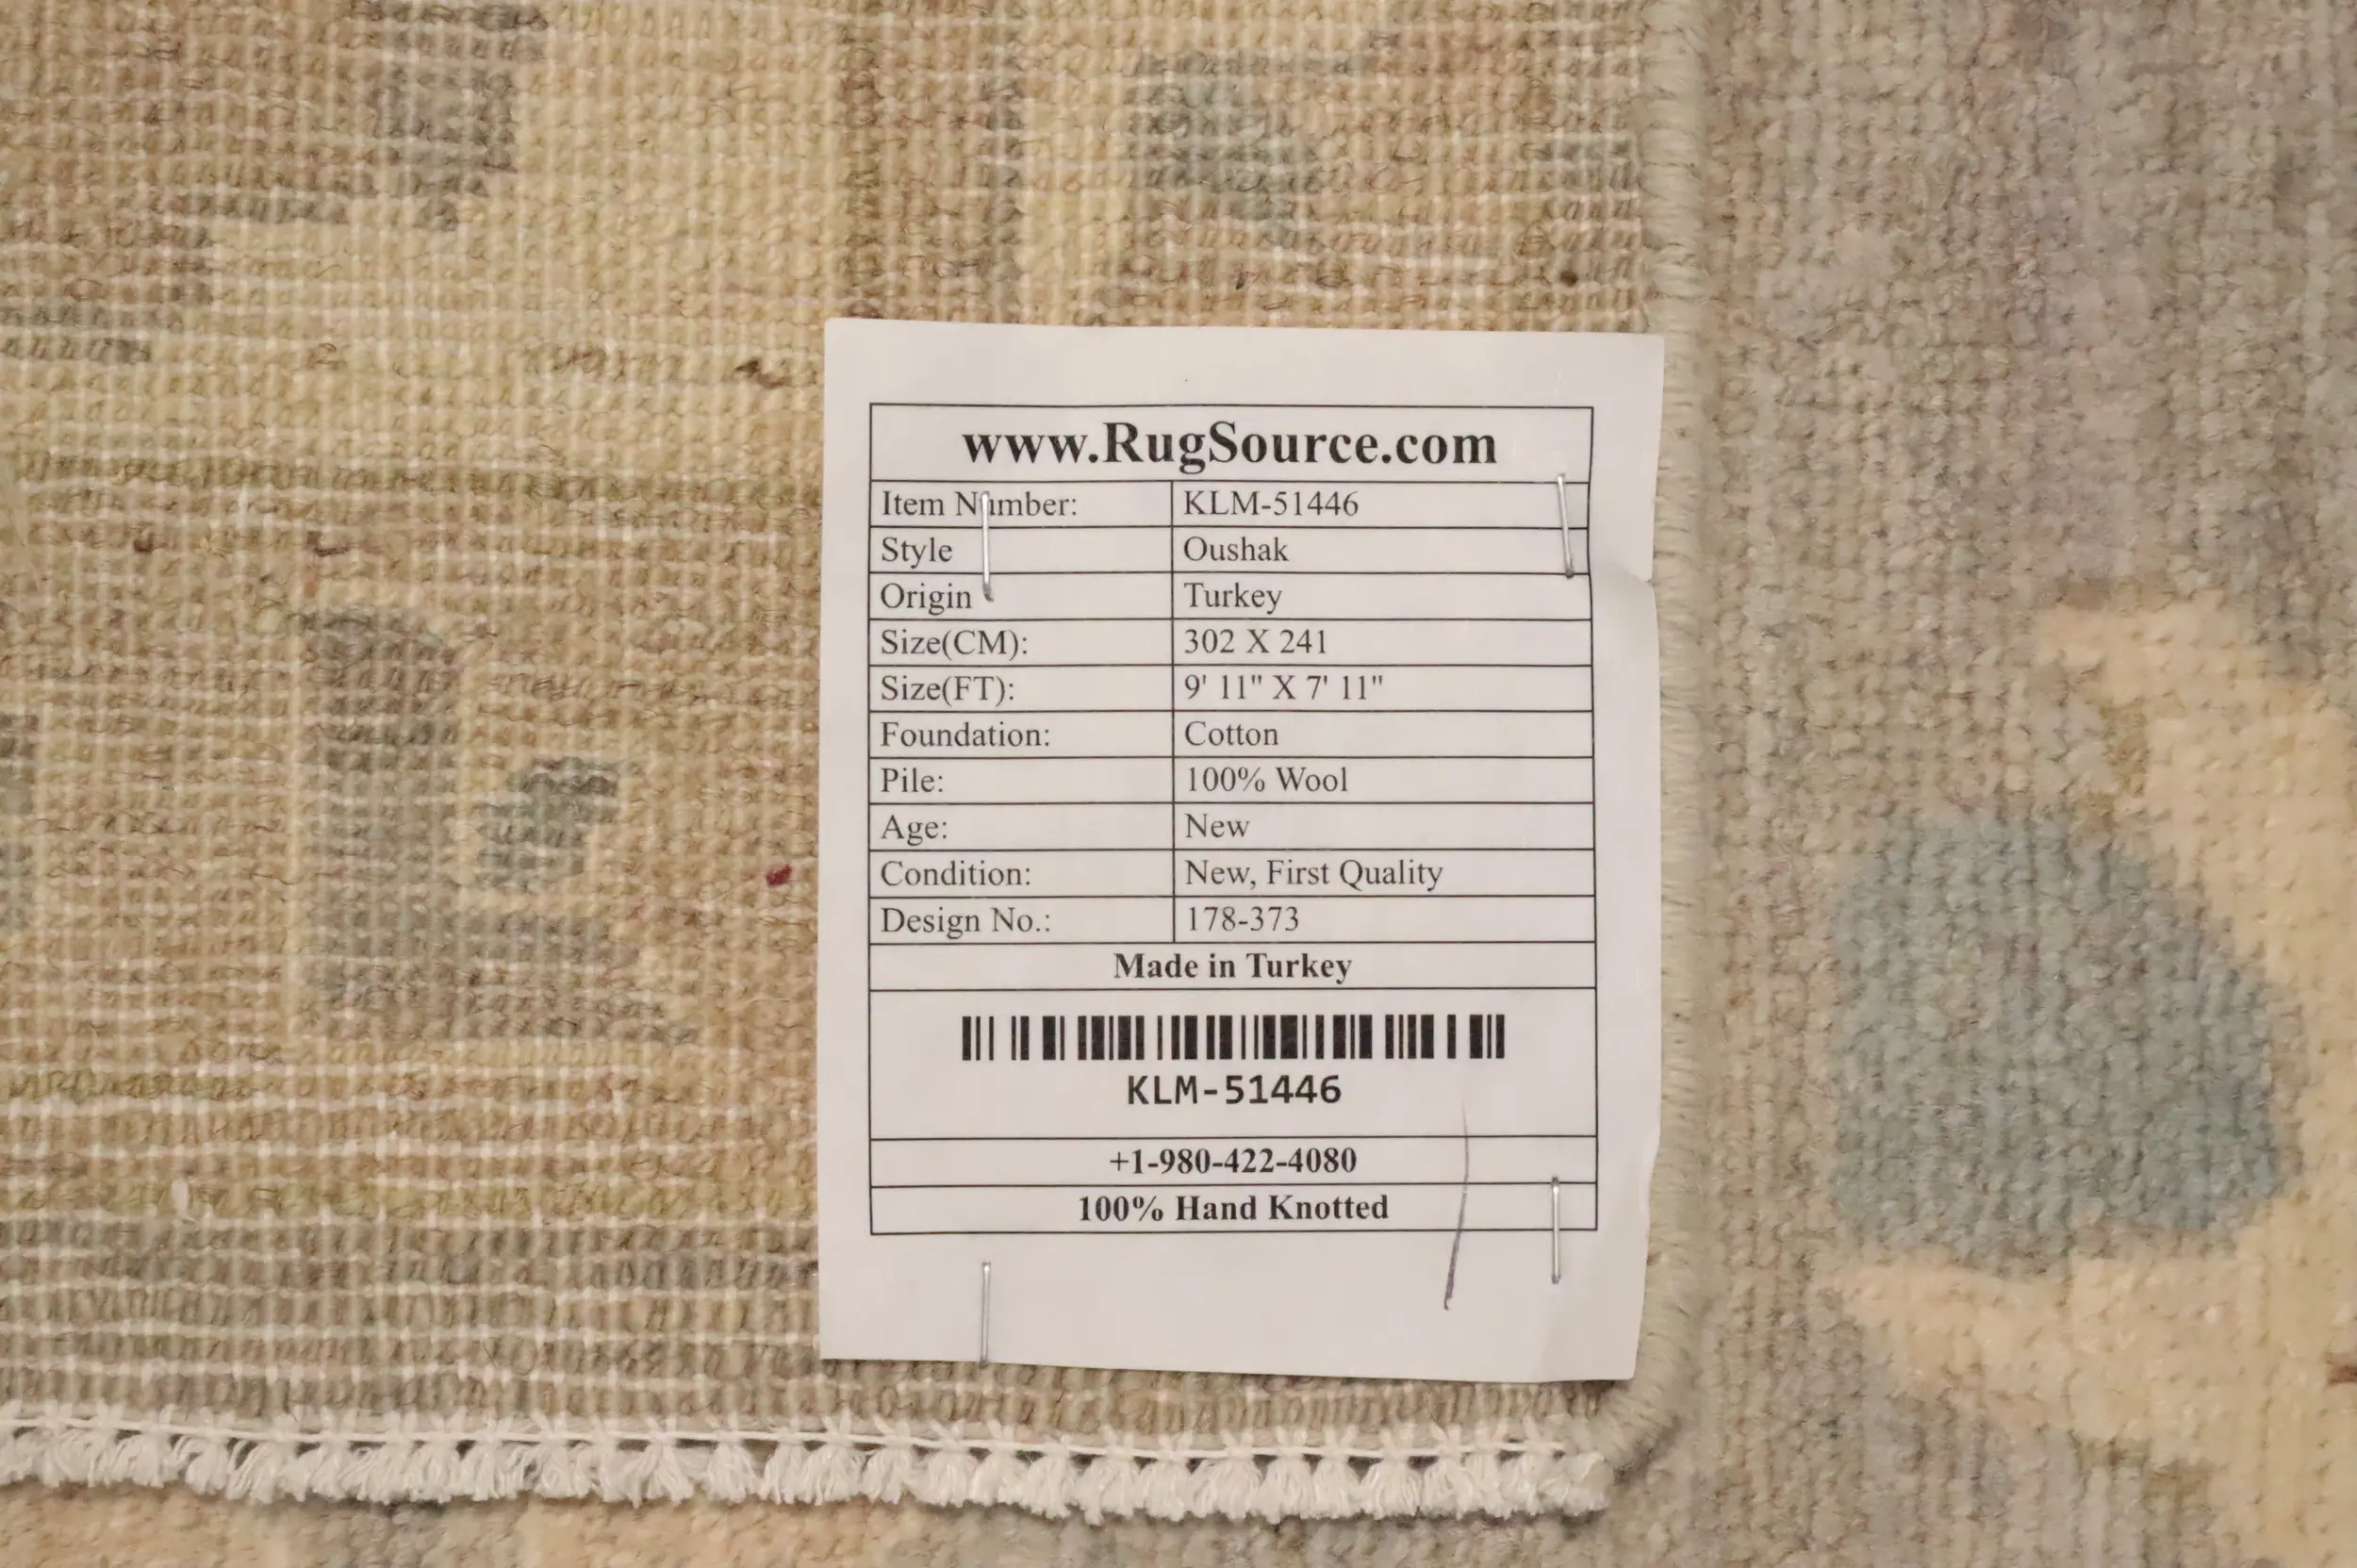 www.RugSource.com
Item Number: KLM-51446
Style Oushak
Origin Turkey
Size(CM): 302 X 241
Size(FT): 9' 11" X 7' 11"
Foundation: Cotton
Pile: 100% Wool
Age: New
Condition: New, First Quality
Design No.: 178-373
Made in Turkey
KLM-51446
+1-980-422-4080
100% Hand Knotted